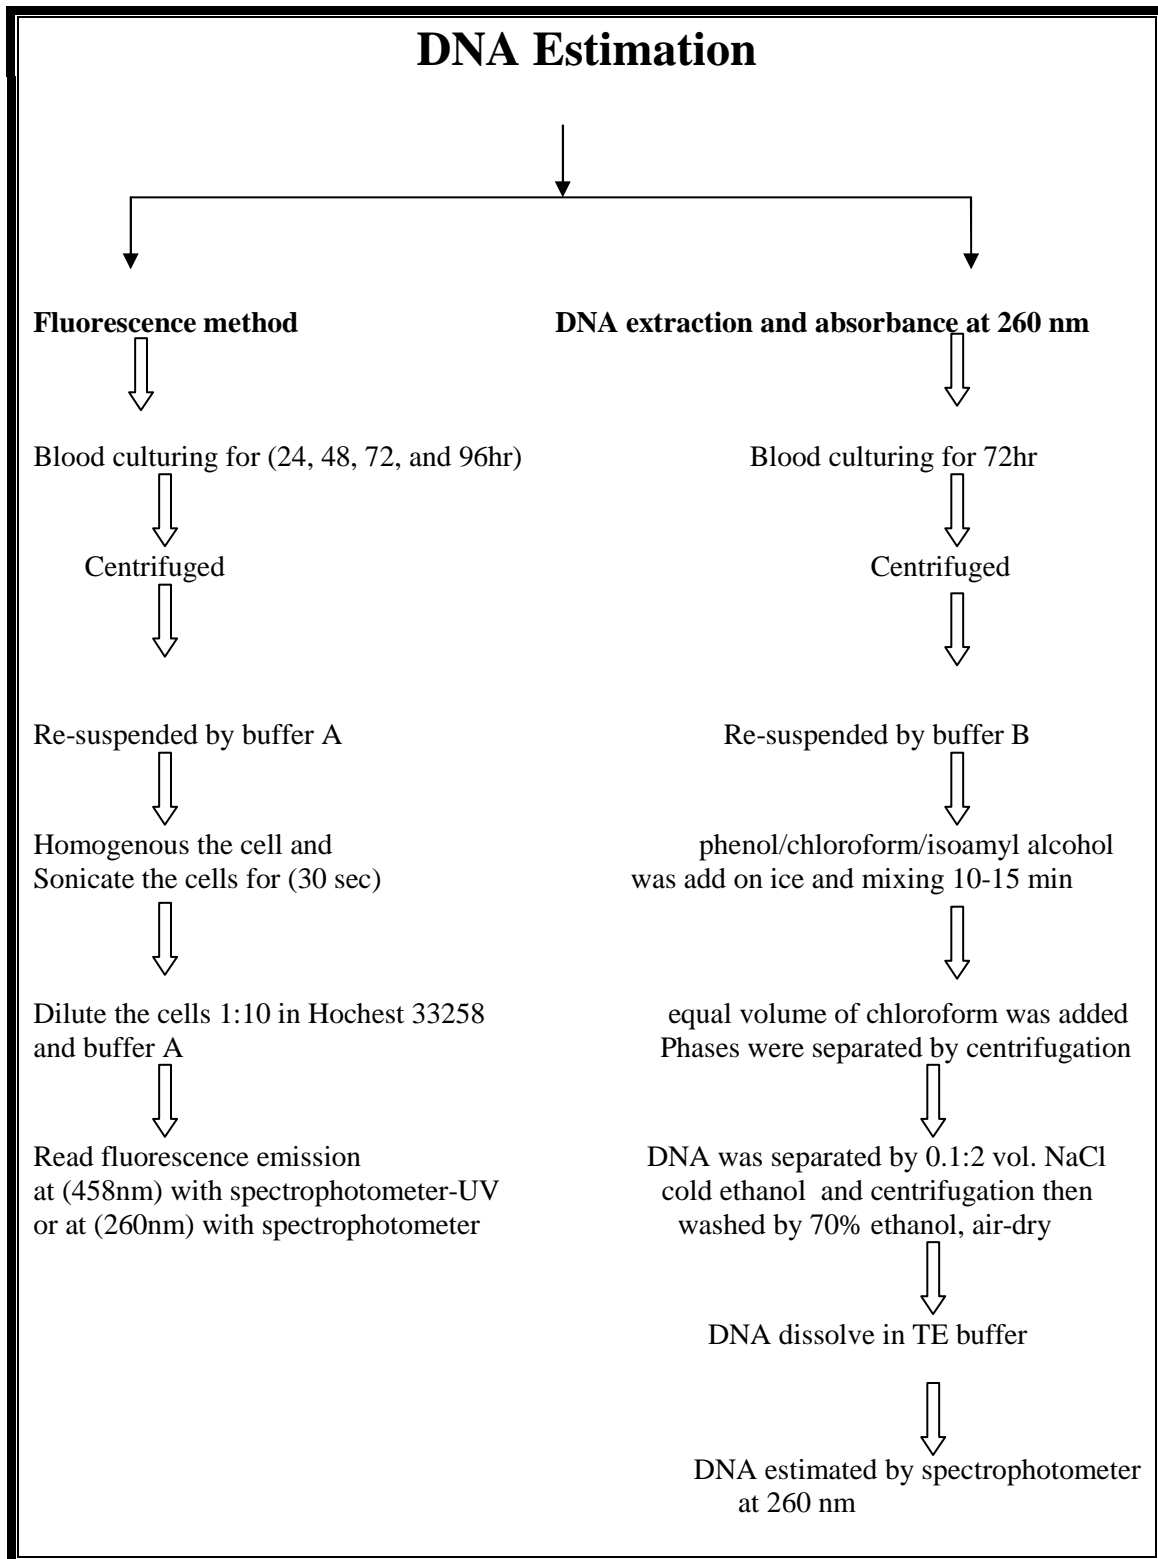 DNA Estimation
Fluorescence method
Blood culturing for (24, 48, 72, and 96hr)
Centrifuged
Re-suspended by buffer A
Homogenous the cell and
Sonicate the cells for (30 sec)
Dilute the cells 1:10 in Hochest 33258
and buffer A
Read fluorescence emission
at (458nm) with spectrophotometer-UV
or at (260nm) with spectrophotometer
DNA extraction and absorbance at 260 nm
Blood culturing for 72hr
Centrifuged
Re-suspended by buffer B
phenol/chloroform/isoamyl alcohol
was add on ice and mixing 10-15 min
equal volume of chloroform was added
Phases were separated by centrifugation
DNA was separated by 0.1:2 vol. NaCl
cold ethanol and centrifugation then
washed by 70% ethanol, air-dry
DNA dissolve in TE buffer
DNA estimated by spectrophotometer
at 260 nm